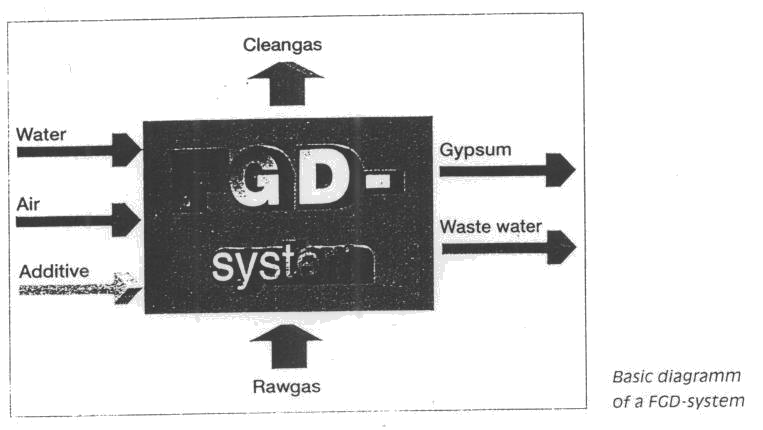 Cleangas
Water
Air
Additive
FGD-
system
Gypsum
Waste water
Rawgas
Basic diagramm
of a FGD-system